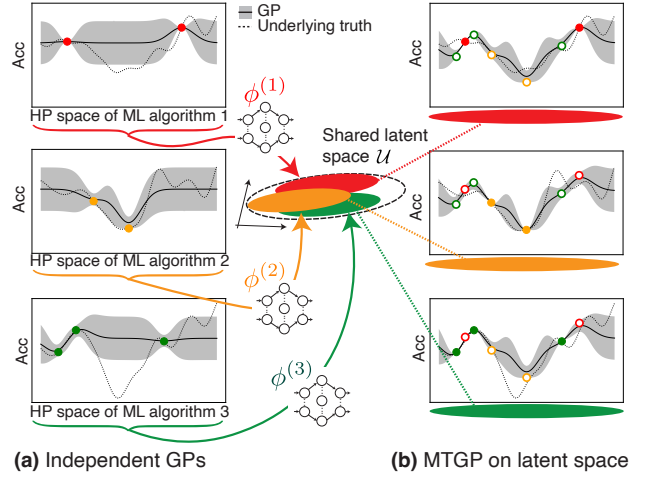 GP
Underlying truth
Acc
HP space of ML algorithm 1
ϕ(1)
Shared latent
space 𝒰
Acc
HP space of ML algorithm 2
ϕ(2)
Acc
HP space of ML algorithm 3
ϕ(3)
(a) Independent GPs
Acc
Acc
Acc
(b) MTGP on latent space